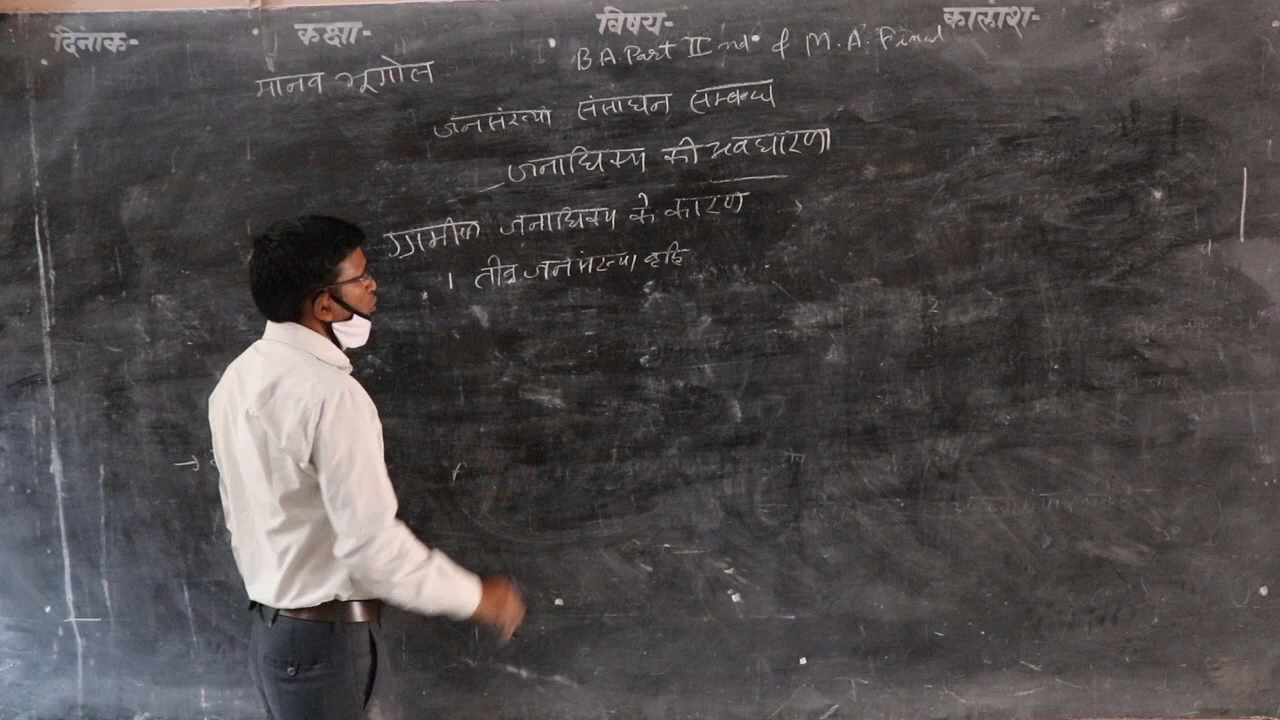 दिनाक- कक्षा- विषय- कालांश-
B.A. Part II nd & M.A. Final
मानव भूगोल
जनसंख्या संसाधन सम्बन्ध
जनाधिक्य की अवधारणा
ग्रामीण जनाधिक्य के कारण
1 तीव्र जनसंख्या वृद्धि